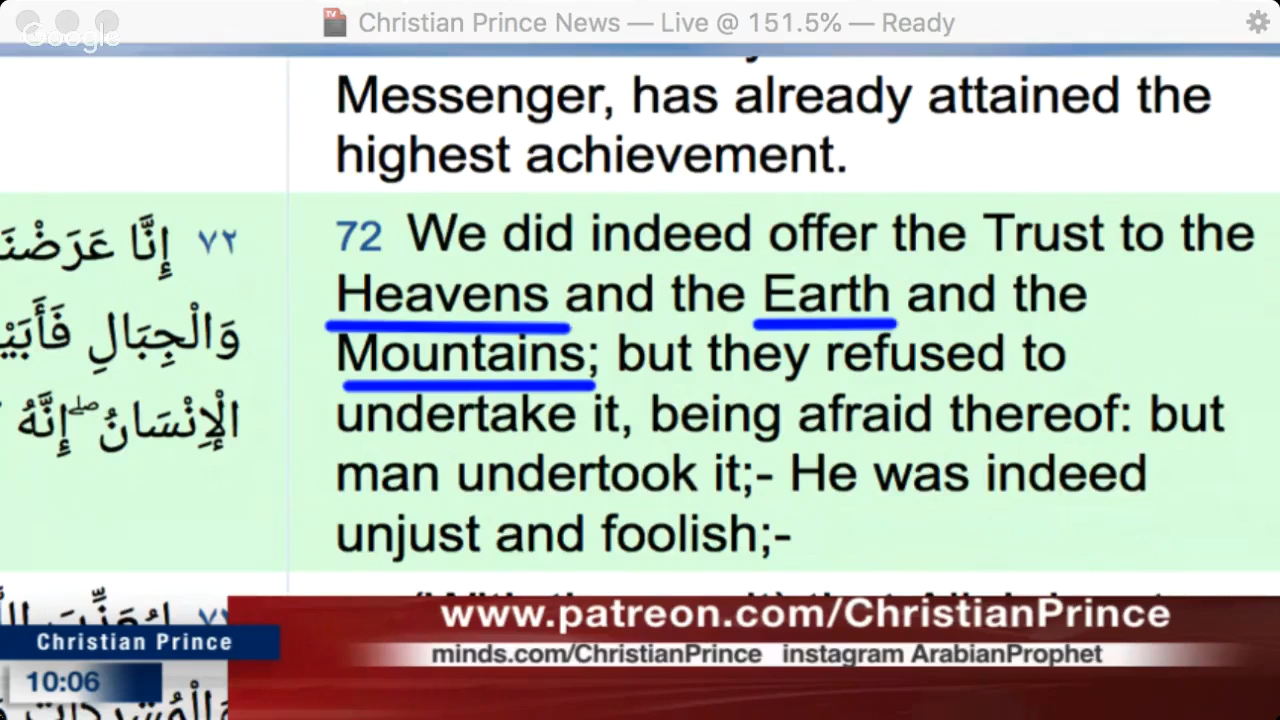 Google
Christian Prince News — Live @ 151.5% — Ready
Messenger, has already attained the
highest achievement.
٧٢ إِنَّا عَرَضْنَا
72 We did indeed offer the Trust to the
Heavens and the Earth and the
وَالْجِبَالِ فَأَبَيْ
Mountains; but they refused to
undertake it, being afraid thereof: but
الْإِنْسَانُ ۖ إِنَّهُ
man undertook it;- He was indeed
unjust and foolish;-
www.patreon.com/ChristianPrince
Christian Prince
minds.com/ChristianPrince instagram ArabianProphet
10:06